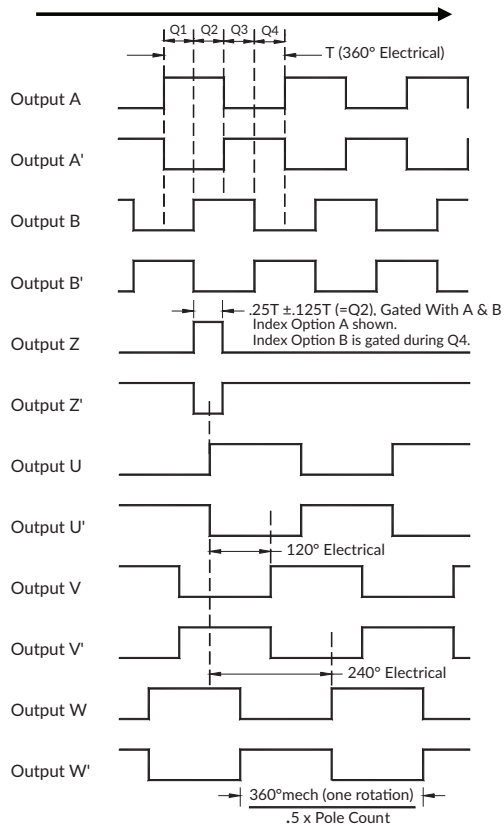 Q1 Q2 Q3 Q4
T (360° Electrical)
Output A
Output A'
Output B
Output B'
.25T ±.125T (=Q2), Gated With A & B
Index Option A shown.
Index Option B is gated during Q4.
Output Z
Output Z'
Output U
Output U'
120° Electrical
Output V
Output V'
240° Electrical
Output W
Output W'
360°mech (one rotation)
.5 x Pole Count